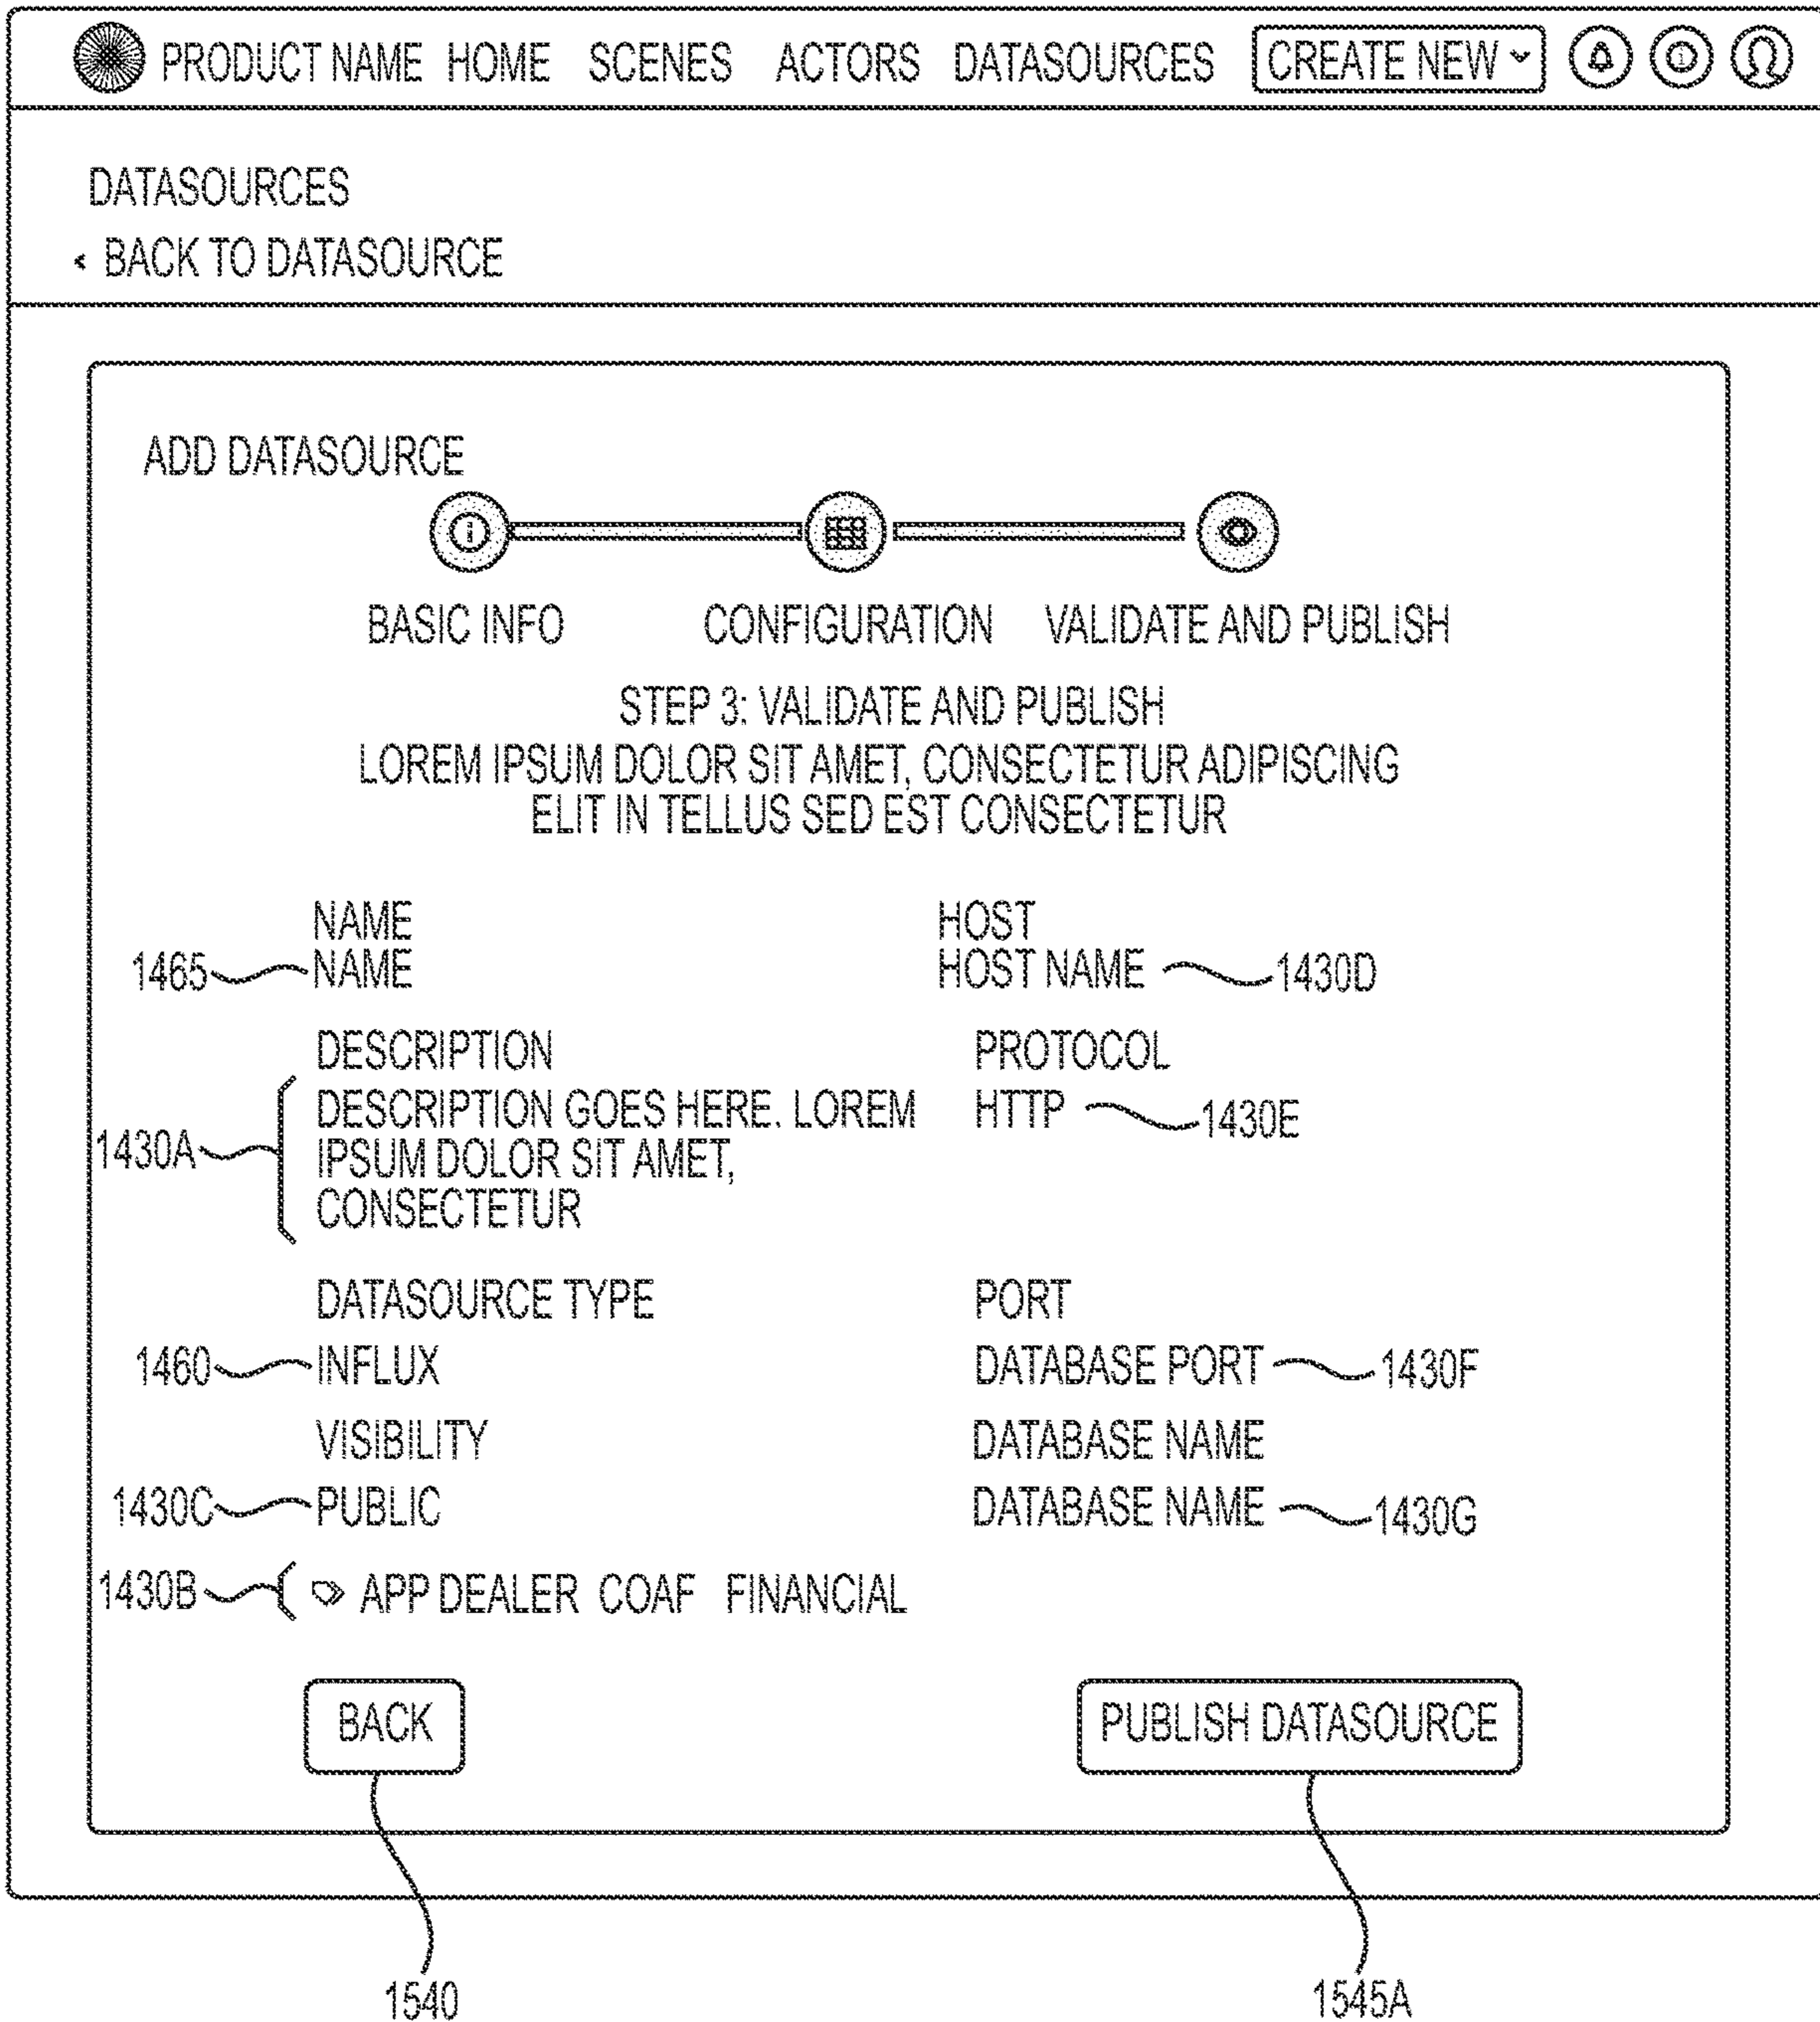 PRODUCT NAME HOME SCENES ACTORS DATASOURCES CREATE NEW
DATASOURCES
< BACK TO DATASOURCE
ADD DATASOURCE
BASIC INFO CONFIGURATION VALIDATE AND PUBLISH
STEP 3: VALIDATE AND PUBLISH
LOREM IPSUM DOLOR SIT AMET, CONSECTETUR ADIPISCING
ELIT IN TELLUS SED EST CONSECTETUR
NAME HOST
1465 NAME HOST NAME 1430D
DESCRIPTION PROTOCOL
DESCRIPTION GOES HERE. LOREM HTTP 1430E
1430A IPSUM DOLOR SIT AMET,
CONSECTETUR
DATASOURCE TYPE PORT
1460 INFLUX DATABASE PORT 1430F
VISIBILITY DATABASE NAME
1430C PUBLIC DATABASE NAME 1430G
1430B APP DEALER COAF FINANCIAL
BACK PUBLISH DATASOURCE
1540 1545A